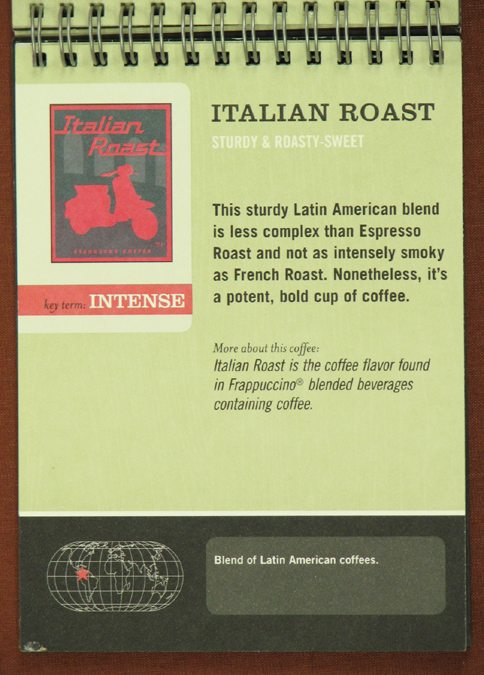 Italian
Roast
STARBUCKS COFFEE
key term: INTENSE
ITALIAN ROAST
STURDY & ROASTY-SWEET
This sturdy Latin American blend
is less complex than Espresso
Roast and not as intensely smoky
as French Roast. Nonetheless, it's
a potent, bold cup of coffee.
More about this coffee:
Italian Roast is the coffee flavor found
in Frappuccino® blended beverages
containing coffee.
Blend of Latin American coffees.